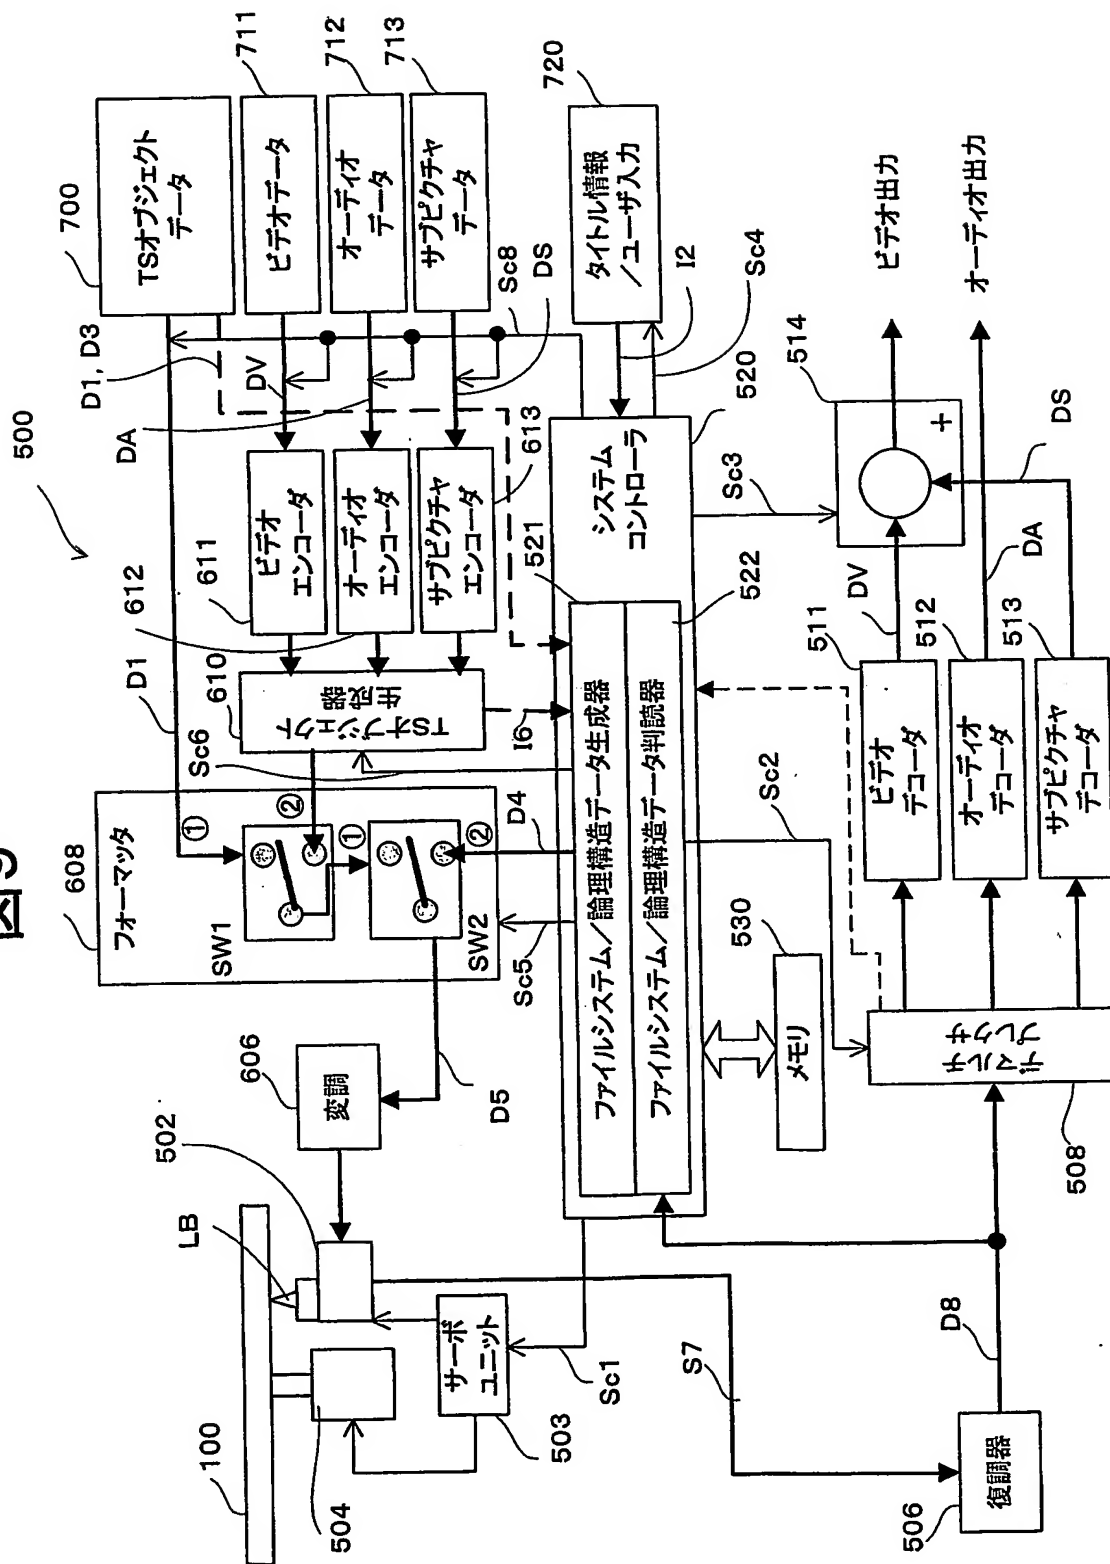 図9
500
100
LB
502
504
サーボ
ユニット
503
Sc1
606
変調
D5
608
フォーマッタ
①
②
SW1
①
②
SW2
Sc5
D4
D1
Sc6
610
TSオブジェクト
生成器
I6
612
611
ビデオ
エンコーダ
オーディオ
エンコーダ
サブピクチャ
エンコーダ
613
D1, D3
DV
DA
DS
Sc8
700
TSオブジェクト
データ
711
ビデオデータ
712
オーディオ
データ
713
サブピクチャ
データ
720
タイトル情報
/ユーザ入力
I2
Sc4
520
システム
コントローラ
521
ファイルシステム/論理構造データ生成器
ファイルシステム/論理構造データ判読器
522
530
メモリ
Sc2
Sc3
S7
506
復調器
D8
508
デマルチ
プレクサ
511
ビデオ
デコーダ
512
オーディオ
デコーダ
513
サブピクチャ
デコーダ
DV
DA
DS
514
+
ビデオ出力
オーディオ出力